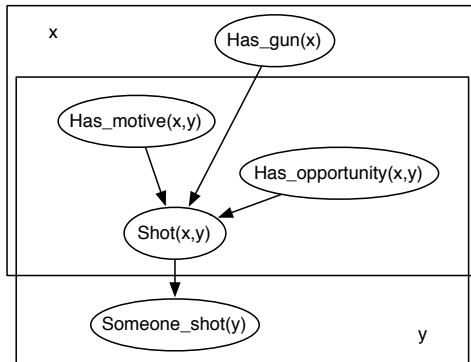 x
Has_gun(x)
Has_motive(x,y)
Has_opportunity(x,y)
Shot(x,y)
Someone_shot(y)
y